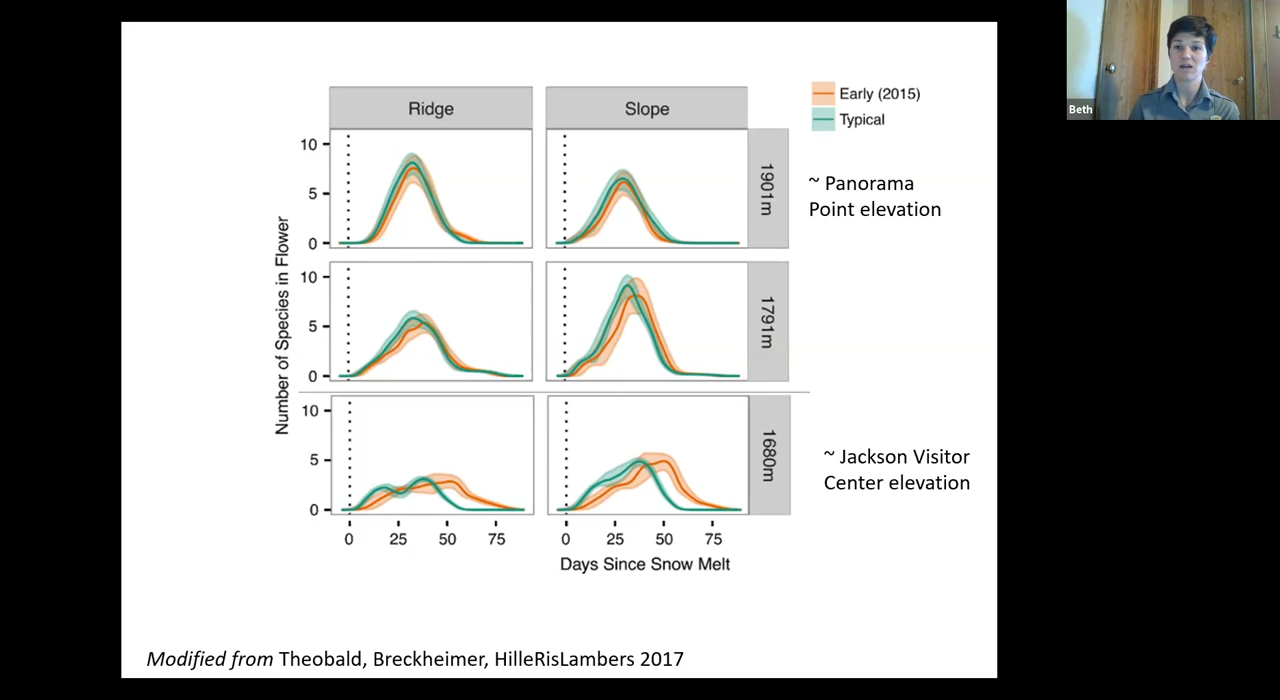 Ridge
Slope
Early (2015)
Typical
Beth
10
5
0
1901m
~ Panorama
Point elevation
Number of Species in Flower
10
5
0
1791m
10
5
0
1680m
~ Jackson Visitor
Center elevation
0 25 50 75
0 25 50 75
Days Since Snow Melt
Modified from Theobald, Breckheimer, HilleRisLambers 2017